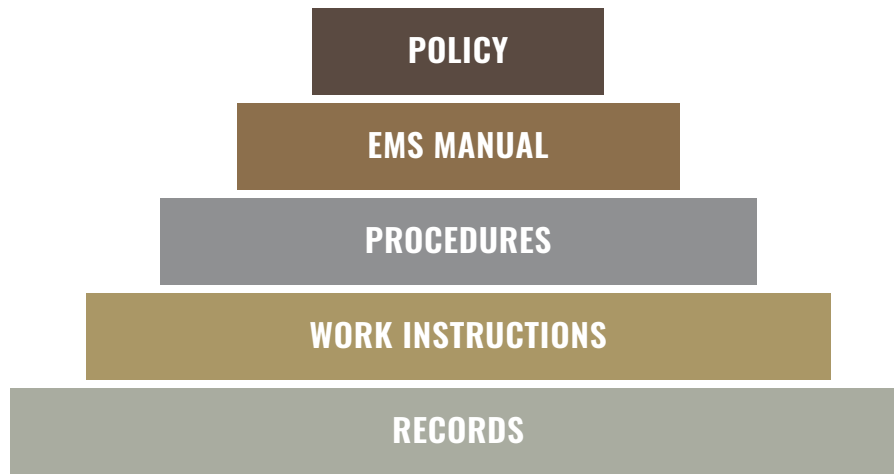 POLICY
EMS MANUAL
PROCEDURES
WORK INSTRUCTIONS
RECORDS